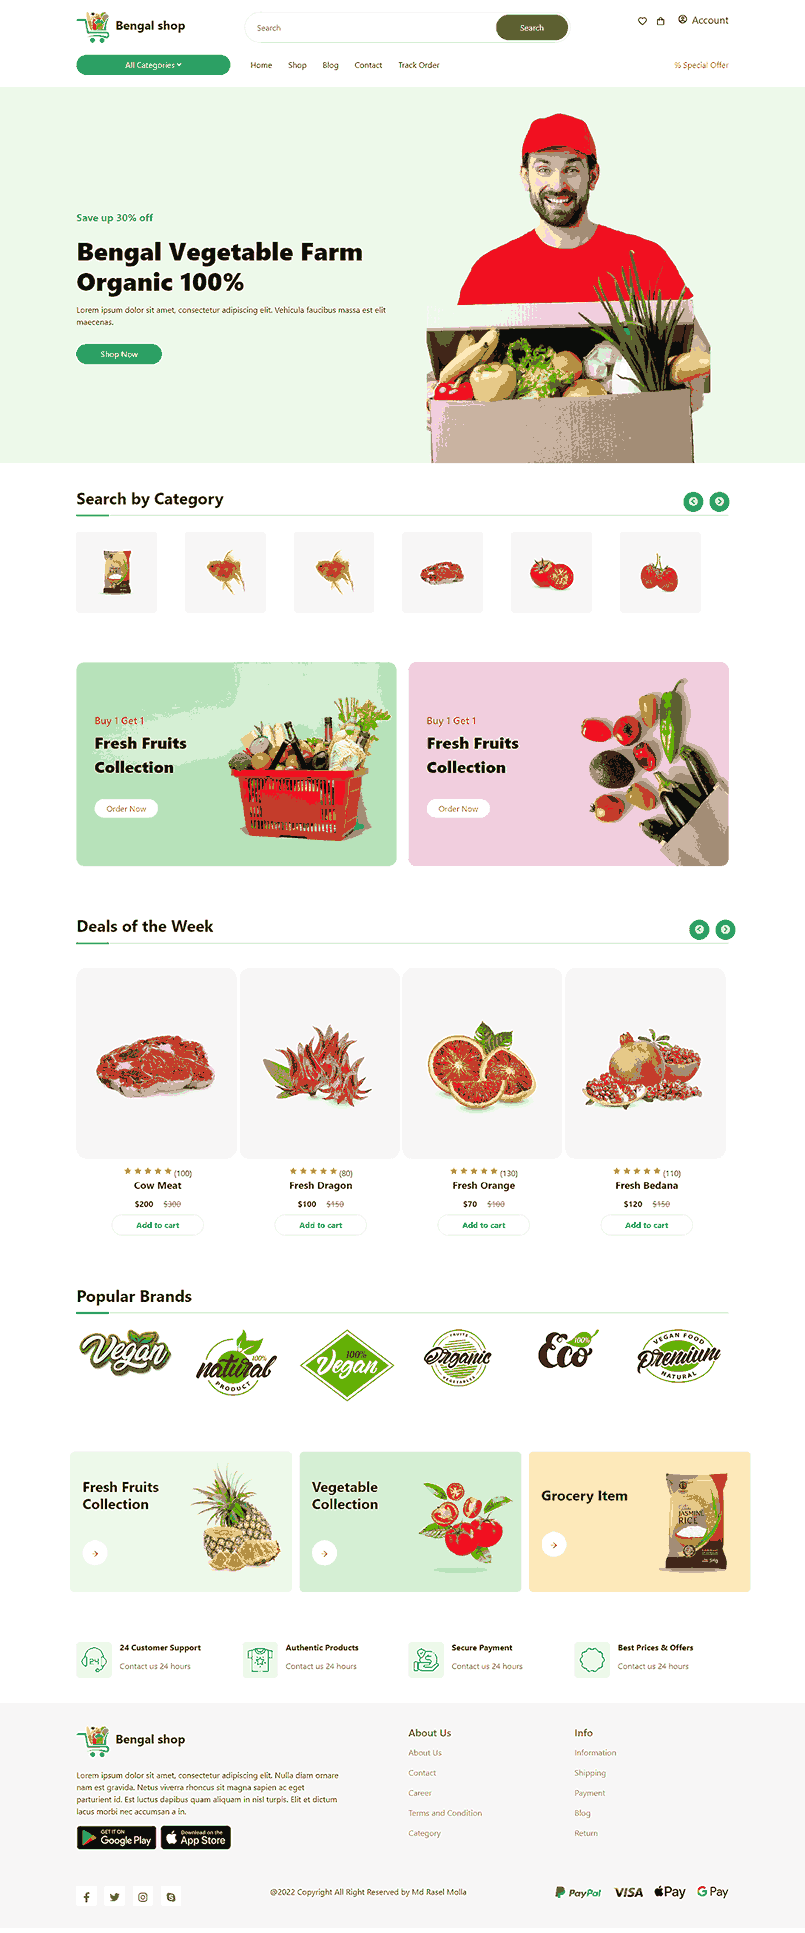 Bengal shop
Search
Search
Account
All Categories
Home
Shop
Blog
Contact
Track Order
Special Offer
Save up 30% off
Bengal Vegetable Farm
Organic 100%
Lorem ipsum dolor sit amet, consectetur adipiscing elit. Vehicula faucibus massa est elit
maecenas.
Shop Now
Search by Category
Buy 1 Get 1
Fresh Fruits
Collection
Order Now
Buy 1 Get 1
Fresh Fruits
Collection
Order Now
Deals of the Week
(100)
Cow Meat
$200 $300
Add to cart
(80)
Fresh Dragon
$100 $150
Add to cart
(130)
Fresh Orange
$70 $100
Add to cart
(110)
Fresh Bedana
$120 $150
Add to cart
Popular Brands
Vegan
100%
natural
PRODUCT
100%
Vegan
FRUITS
Organic
VEGETABLES
100%
Eco
VEGAN FOOD
Premium
NATURAL
Fresh Fruits
Collection
Vegetable
Collection
Grocery Item
JASMINE
RICE
24 Customer Support
Contact us 24 hours
Authentic Products
Contact us 24 hours
Secure Payment
Contact us 24 hours
Best Prices & Offers
Contact us 24 hours
Bengal shop
Lorem ipsum dolor sit amet, consectetur adipiscing elit. Nulla diam ornare
nam est gravida. Netus viverra rhoncus sit magna sapien ac eget
parturient id. Est luctus dapibus quam aliquam in nisl turpis. Elit et dictum
lacus morbi nec accumsan a in.
GET IT ON
Google Play
Download on the
App Store
About Us
About Us
Contact
Career
Terms and Condition
Category
Info
Information
Shipping
Payment
Blog
Return
@2022 Copyright All Right Reserved by Md Rasel Molla
PayPal
VISA
Pay
G Pay